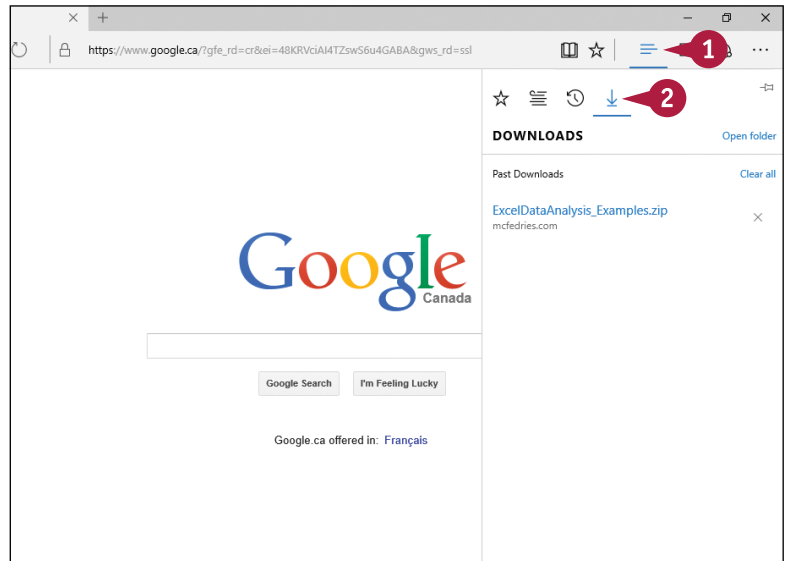 https://www.google.ca/?gfe_rd=cr&ei=48KRVciAI4TZswS6u4GABA&gws_rd=ssl
1
2
DOWNLOADS
Open folder
Past Downloads
Clear all
ExcelDataAnalysis_Examples.zip
mcfedries.com
Google
Canada
Google Search
I'm Feeling Lucky
Google.ca offered in: Français